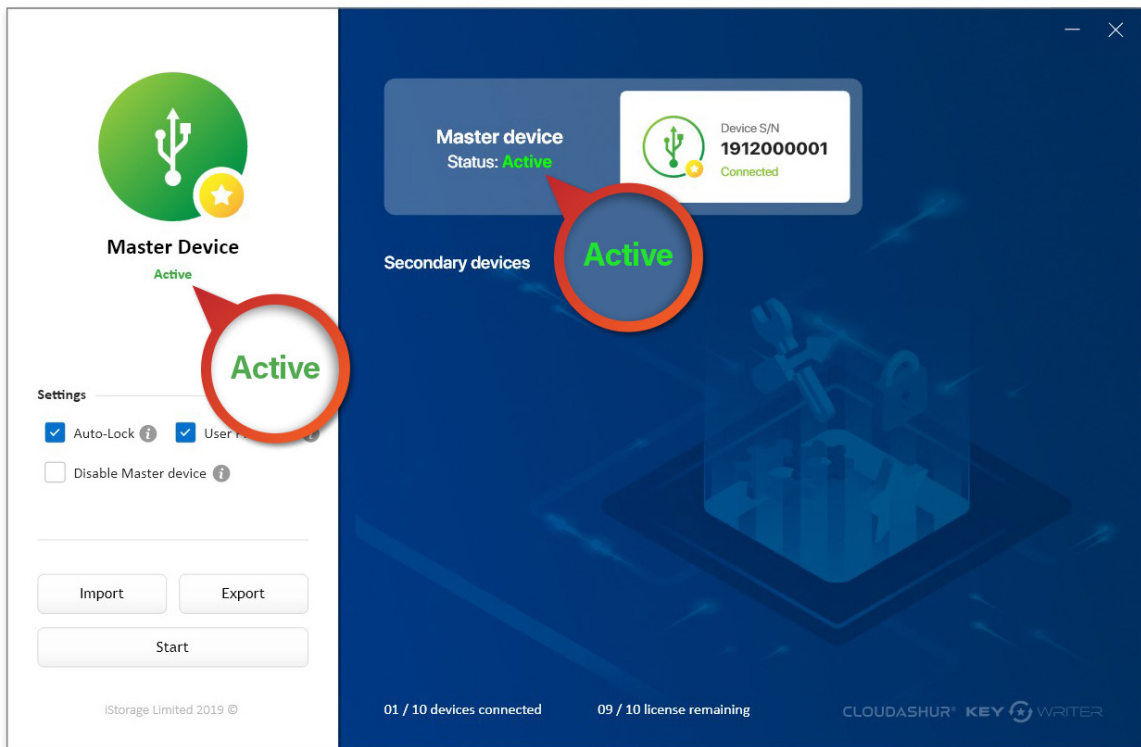 Master Device
Active
Active
Settings
Auto-Lock
User
Disable Master device
Import
Export
Start
iStorage Limited 2019 ©
Master device
Status: Active
Device S/N
1912000001
Connected
Active
Secondary devices
01 / 10 devices connected
09 / 10 license remaining
CLOUDASHUR® KEY WRITER